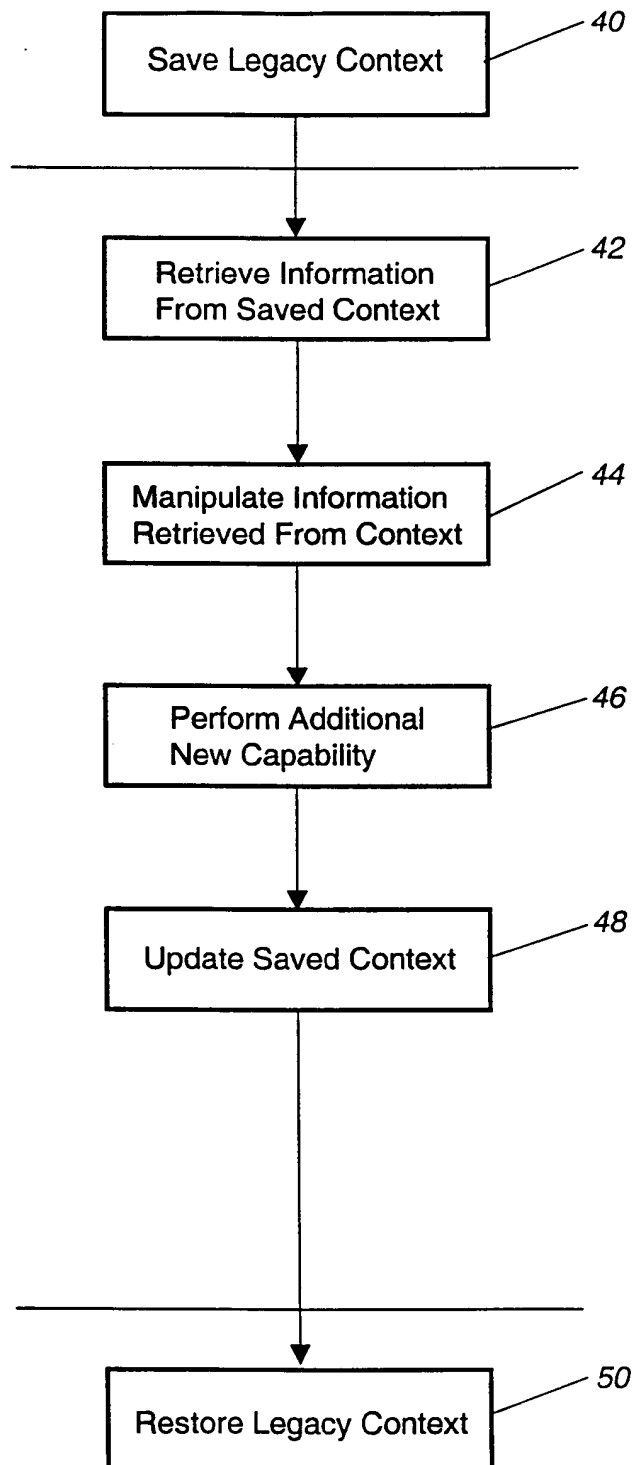 Save Legacy Context
40
Retrieve Information
From Saved Context
42
Manipulate Information
Retrieved From Context
44
Perform Additional
New Capability
46
Update Saved Context
48
Restore Legacy Context
50